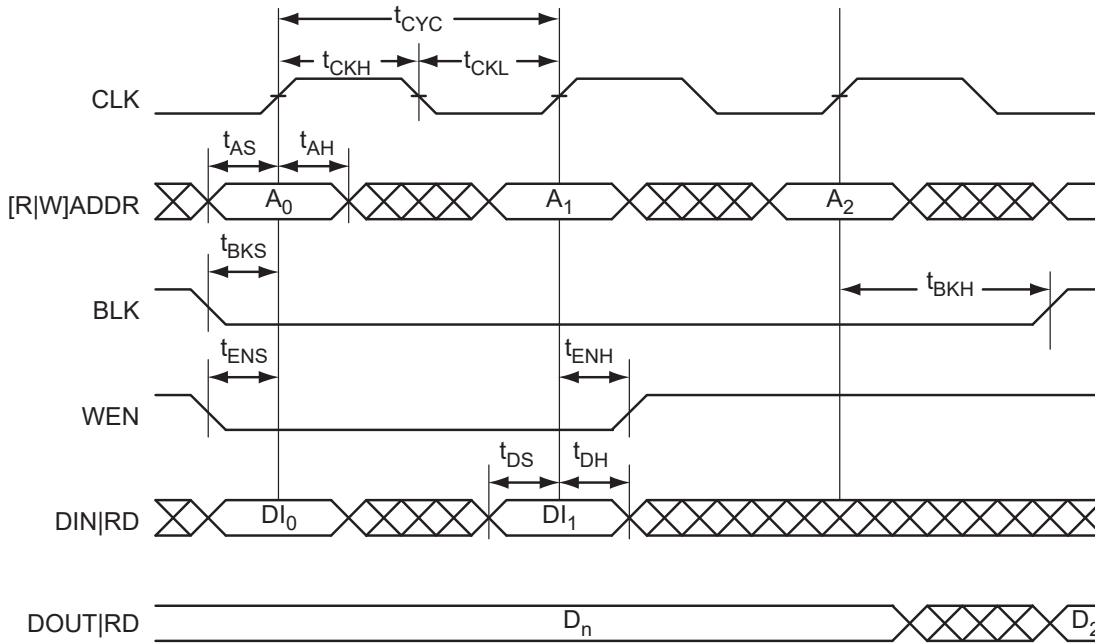 tCYC
tCKH
tCKL
CLK
tAS
tAH
[R|W]ADDR
A0
A1
A2
tBKS
tBKH
BLK
tENS
tENH
WEN
tDS
tDH
DIN|RD
DI0
DI1
DOUT|RD
Dn
D2